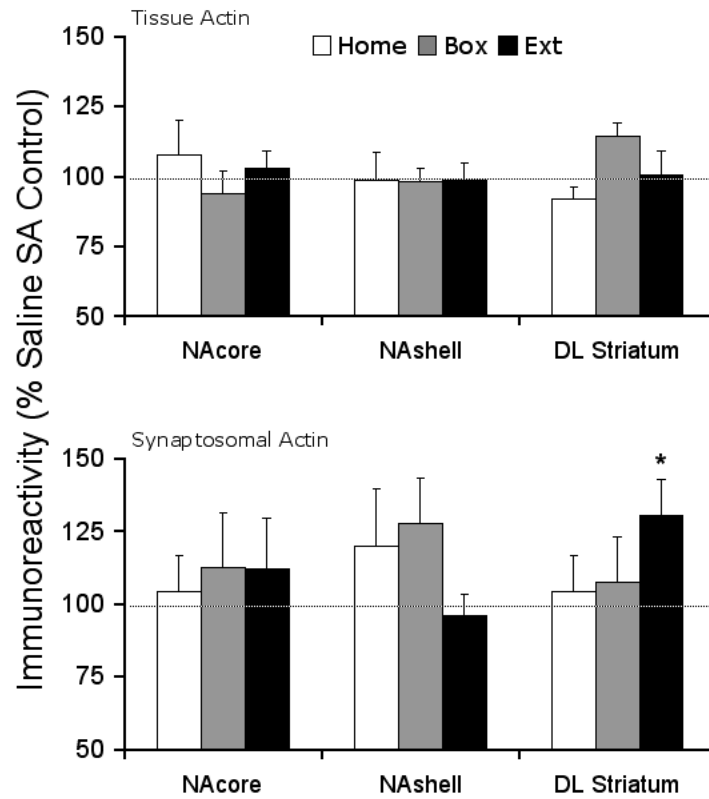 Tissue Actin
Home Box Ext
150
125
100
75
50
NAcore NAshell DL Striatum
Immunoreactivity (% Saline SA Control)
Synaptosomal Actin
150
*
125
100
75
50
NAcore NAshell DL Striatum